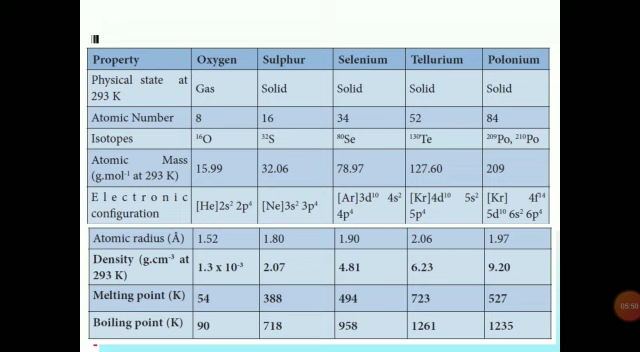 Property Oxygen Sulphur Selenium Tellurium Polonium
Physical state at 293 K Gas Solid Solid Solid Solid
Atomic Number 8 16 34 52 84
Isotopes ¹⁶O ³²S ⁸⁰Se ¹³⁰Te ²⁰⁹Po, ²¹⁰Po
Atomic Mass (g.mol⁻¹ at 293 K) 15.99 32.06 78.97 127.60 209
Electronic configuration [He]2s² 2p⁴ [Ne]3s² 3p⁴ [Ar]3d¹⁰ 4s² 4p⁴ [Kr]4d¹⁰ 5s² 5p⁴ [Kr] 4f¹⁴ 5d¹⁰ 6s² 6p⁴
Atomic radius (Å) 1.52 1.80 1.90 2.06 1.97
Density (g.cm⁻³ at 293 K) 1.3 x 10⁻³ 2.07 4.81 6.23 9.20
Melting point (K) 54 388 494 723 527
Boiling point (K) 90 718 958 1261 1235
05:50